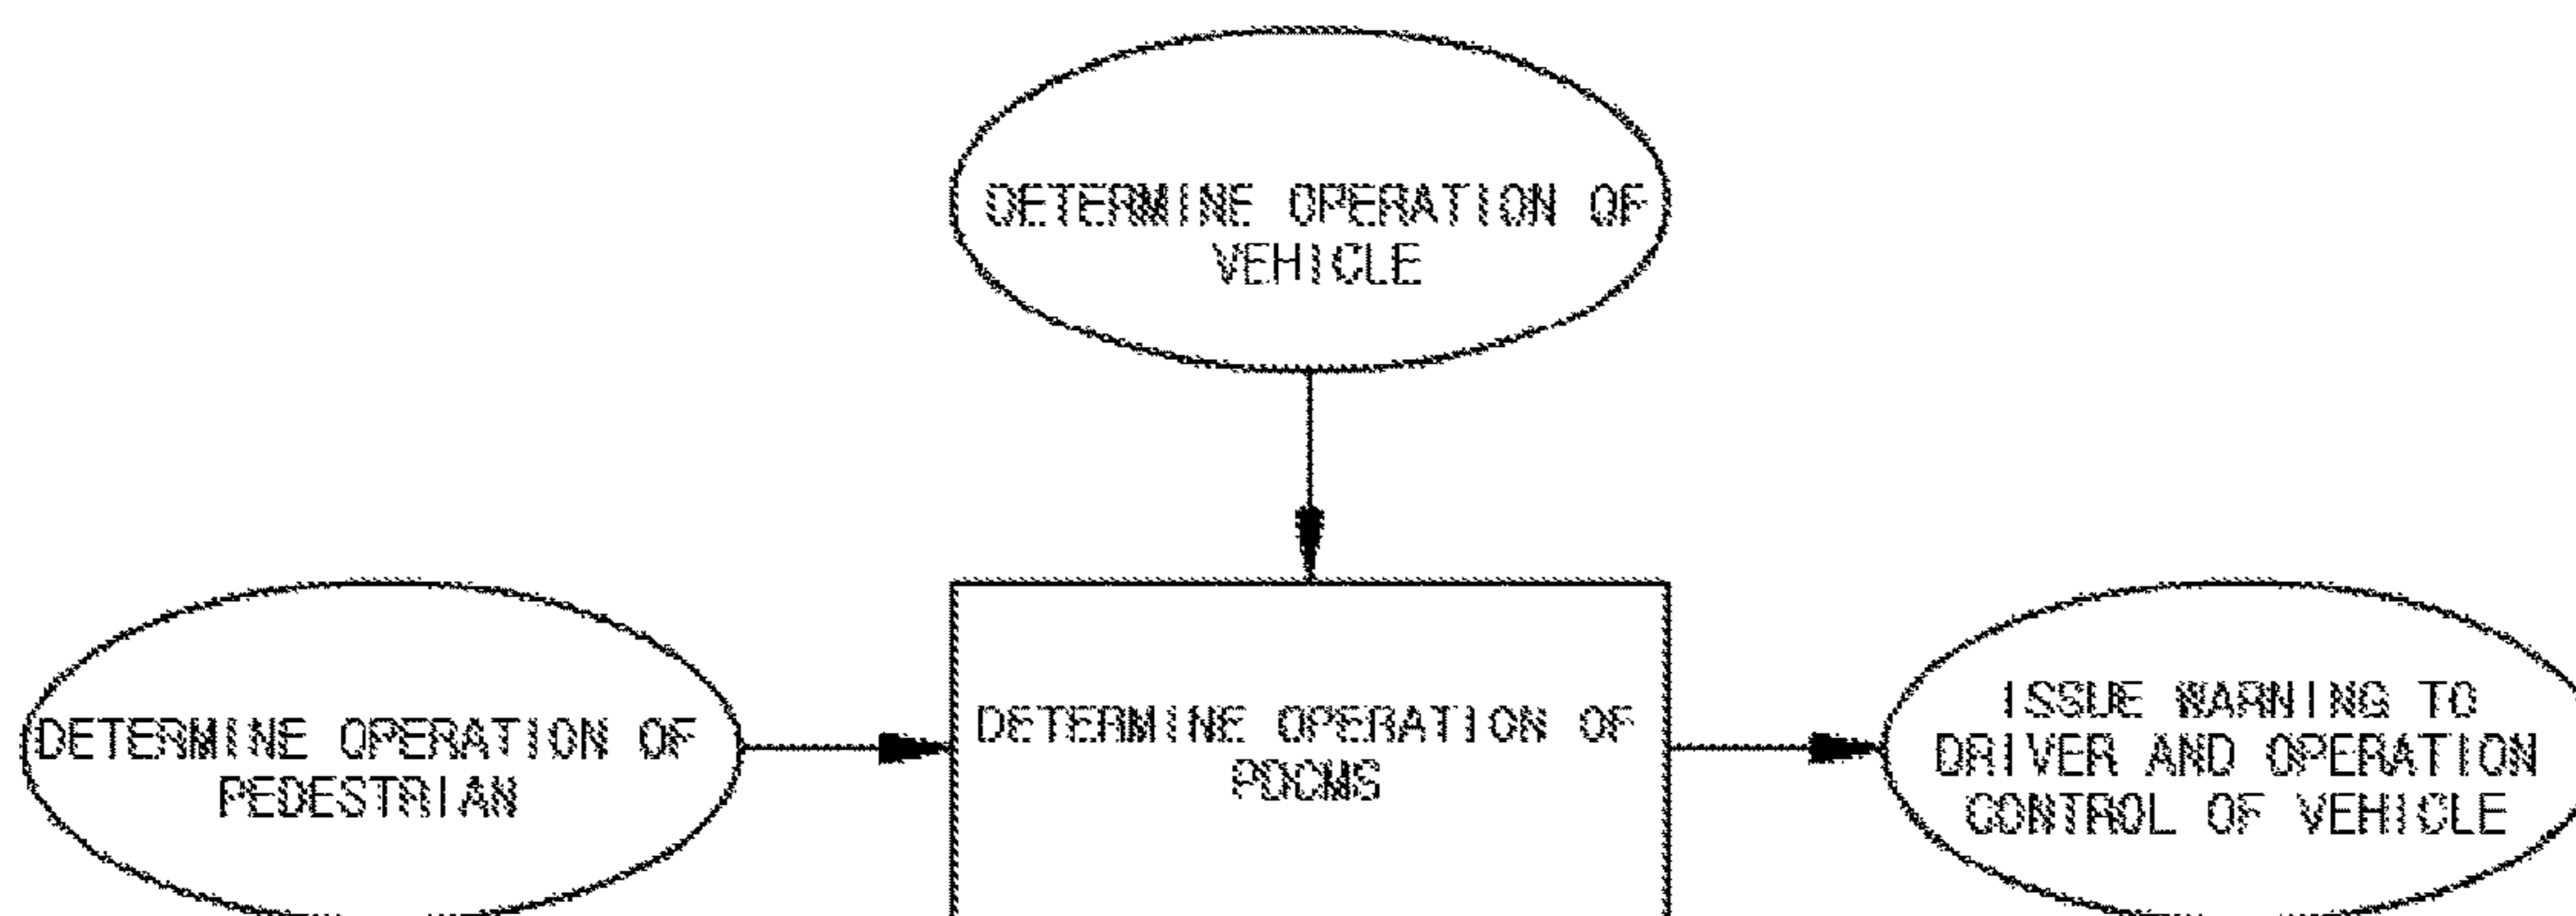 DETERMINE OPERATION OF
VEHICLE
DETERMINE OPERATION OF
PEDESTRIAN
DETERMINE OPERATION OF
PDCMS
ISSUE WARNING TO
DRIVER AND OPERATION
CONTROL OF VEHICLE